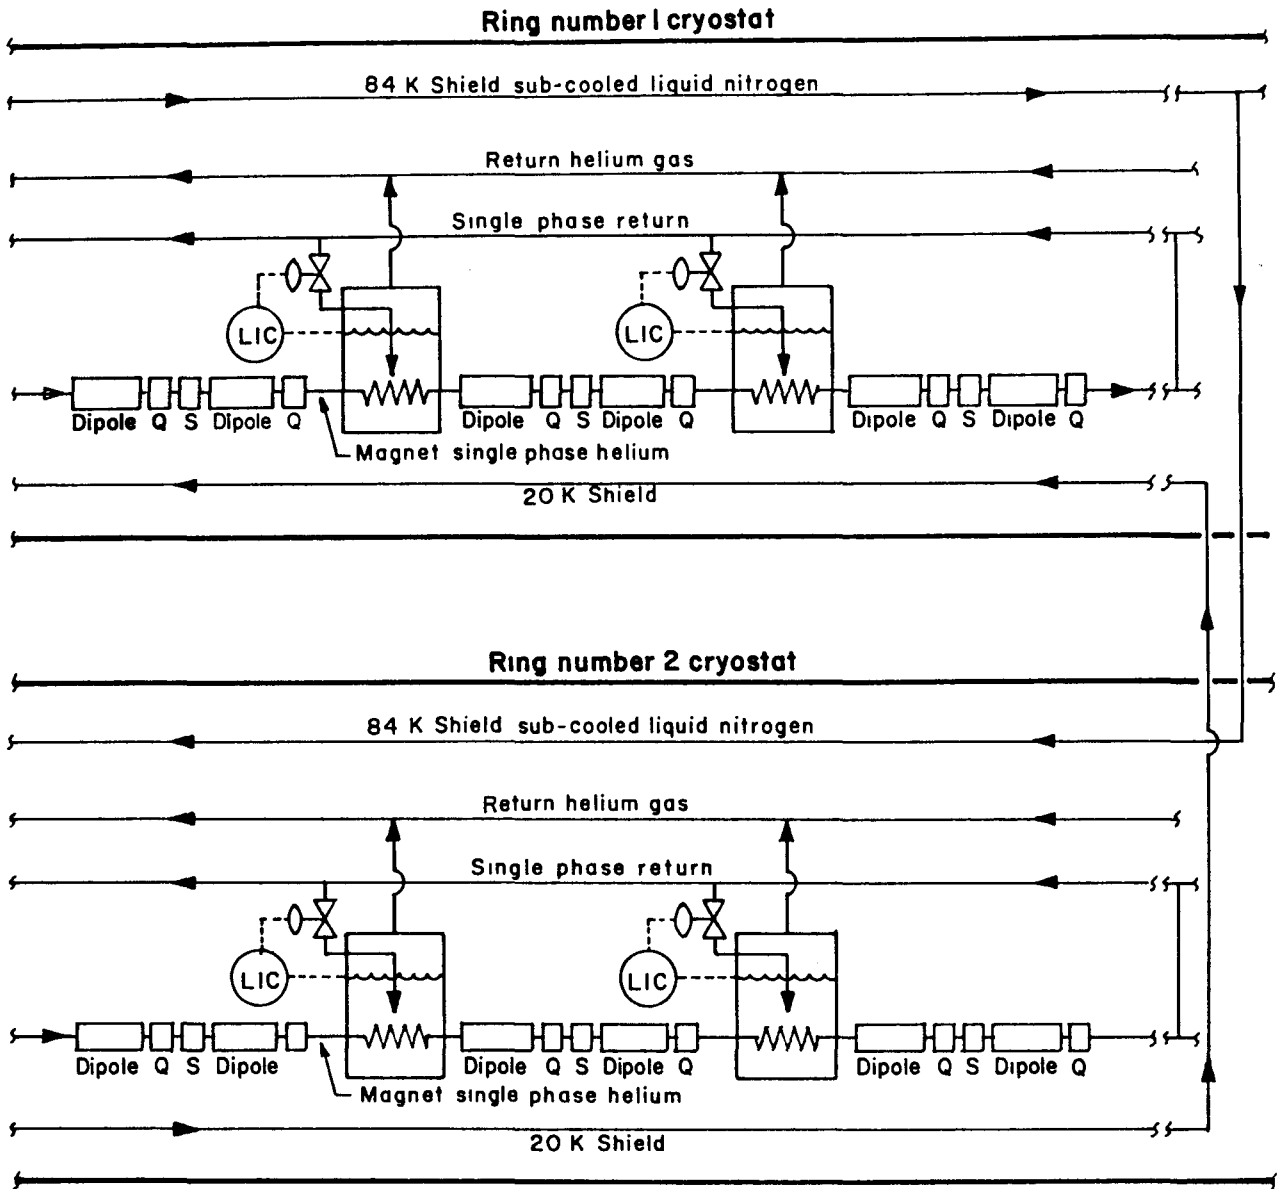 Ring number 1 cryostat
84 K Shield sub-cooled liquid nitrogen
Return helium gas
Single phase return
LIC LIC
Dipole Q S Dipole Q Dipole Q S Dipole Q Dipole Q S Dipole Q
Magnet single phase helium
20 K Shield
Ring number 2 cryostat
84 K Shield sub-cooled liquid nitrogen
Return helium gas
Single phase return
LIC LIC
Dipole Q S Dipole Dipole Q S Dipole Q Dipole Q S Dipole Q
Magnet single phase helium
20 K Shield